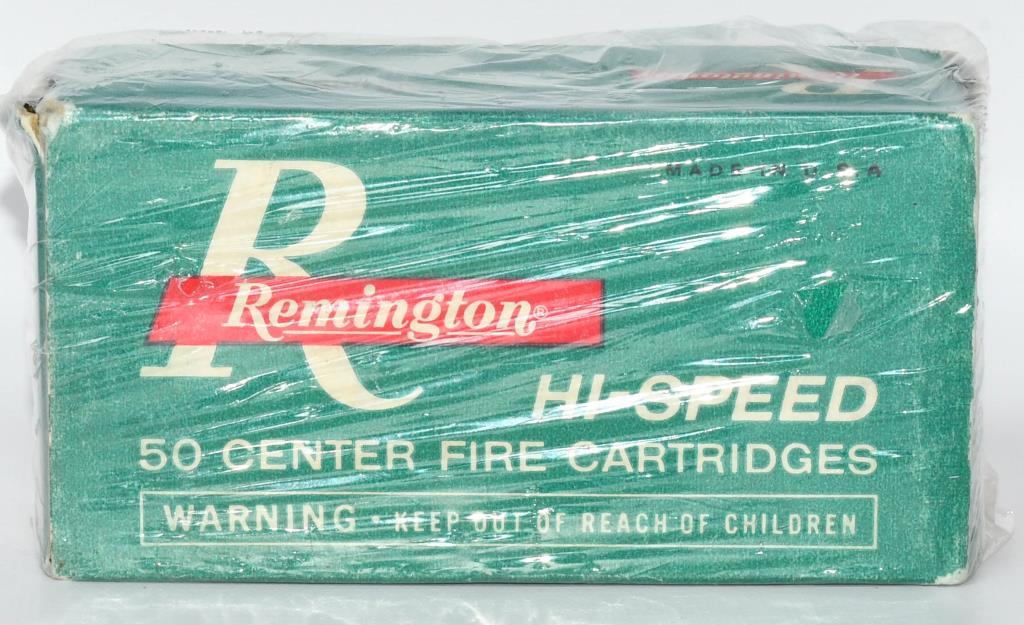 MADE IN U S A
R
Remington®
HI-SPEED
50 CENTER FIRE CARTRIDGES
WARNING • KEEP OUT OF REACH OF CHILDREN